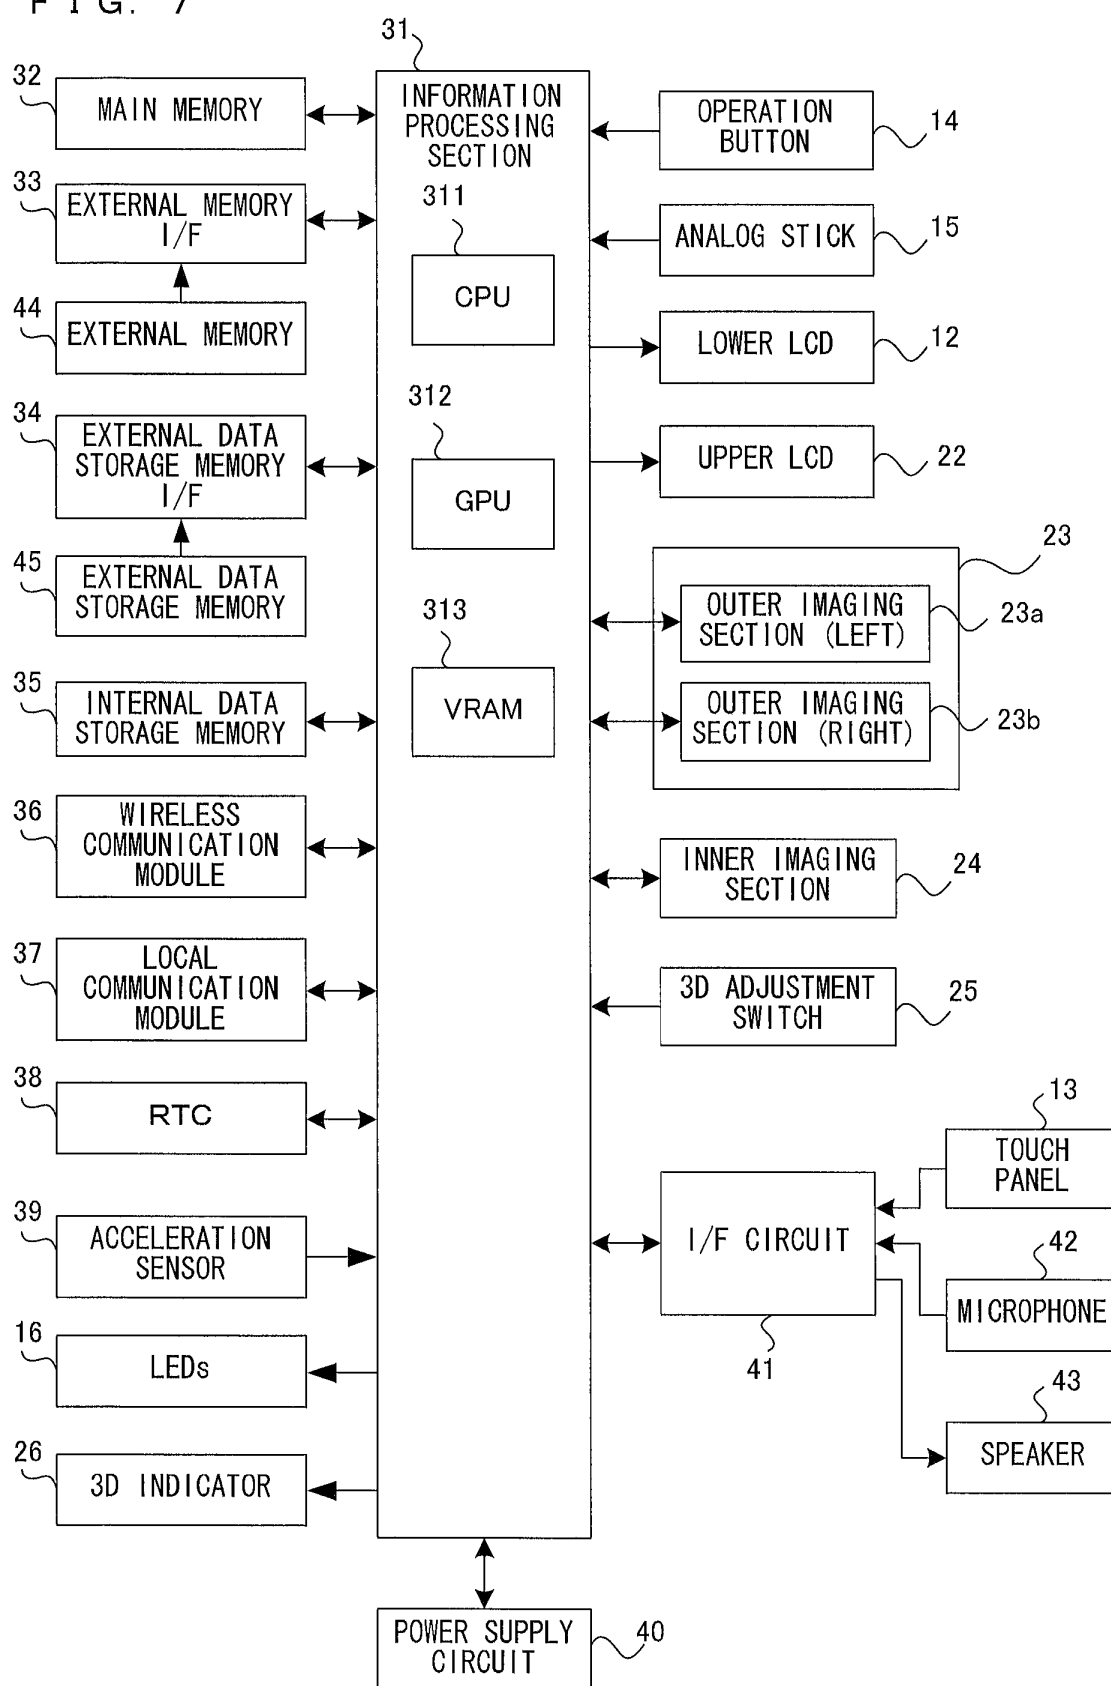 FIG. 7
31
32
MAIN MEMORY
33
EXTERNAL MEMORY
I/F
44
EXTERNAL MEMORY
34
EXTERNAL DATA
STORAGE MEMORY
I/F
45
EXTERNAL DATA
STORAGE MEMORY
35
INTERNAL DATA
STORAGE MEMORY
36
WIRELESS
COMMUNICATION
MODULE
37
LOCAL
COMMUNICATION
MODULE
38
RTC
39
ACCELERATION
SENSOR
16
LEDs
26
3D INDICATOR
INFORMATION
PROCESSING
SECTION
311
CPU
312
GPU
313
VRAM
OPERATION
BUTTON
14
ANALOG STICK
15
LOWER LCD
12
UPPER LCD
22
23
OUTER IMAGING
SECTION (LEFT)
23a
OUTER IMAGING
SECTION (RIGHT)
23b
INNER IMAGING
SECTION
24
3D ADJUSTMENT
SWITCH
25
13
TOUCH
PANEL
I/F CIRCUIT
41
42
MICROPHONE
43
SPEAKER
POWER SUPPLY
CIRCUIT
40